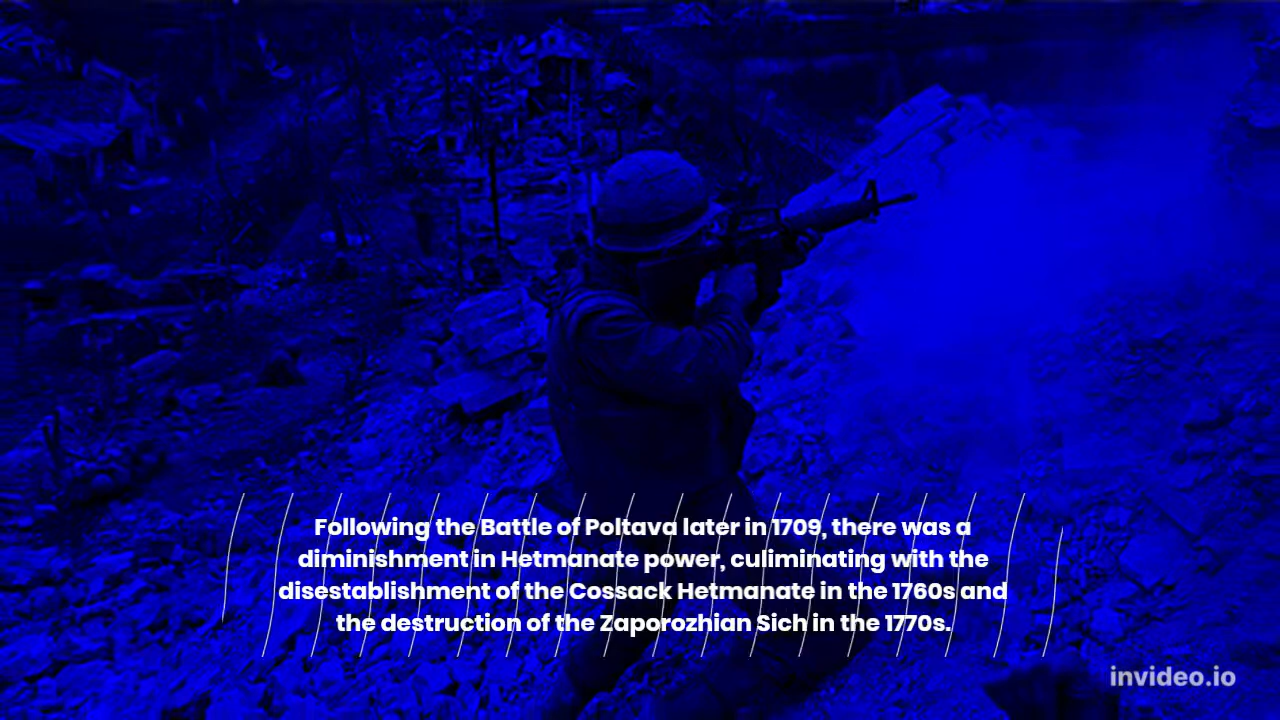 Following the Battle of Poltava later in 1709, there was a
diminishment in Hetmanate power, culiminating with the
disestablishment of the Cossack Hetmanate in the 1760s and
the destruction of the Zaporozhian Sich in the 1770s.
invideo.io